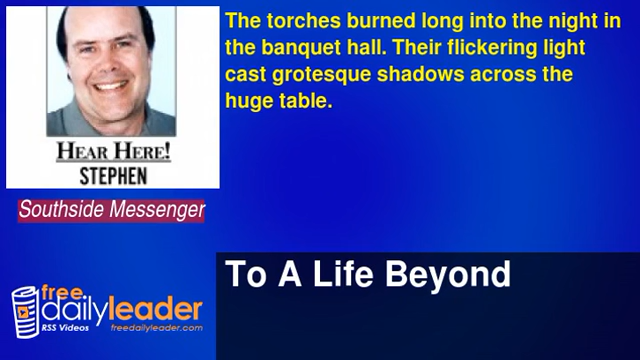 The torches burned long into the night in
the banquet hall. Their flickering light
cast grotesque shadows across the
huge table.
HEAR HERE!
STEPHEN
Southside Messenger
To A Life Beyond
free
dailyleader
RSS Videos freedailyleader.com